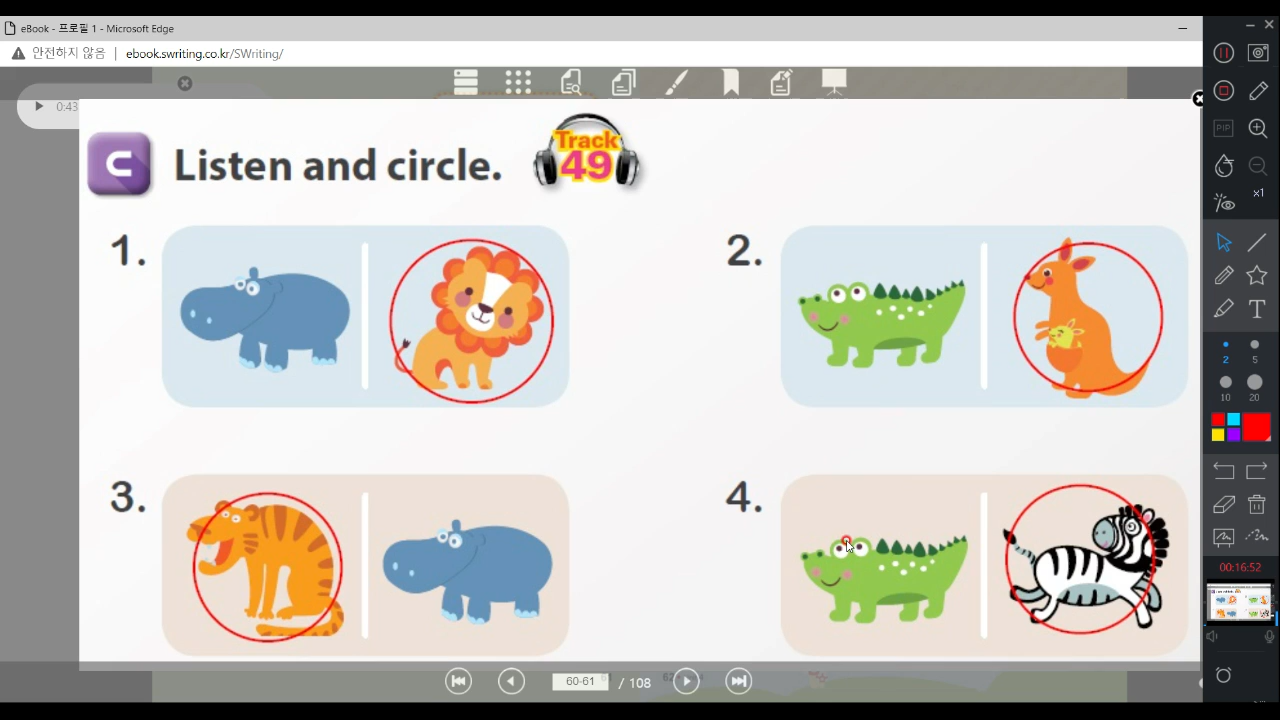 eBook - 프로필 1 - Microsoft Edge
안전하지 않음 | ebook.swriting.co.kr/SWriting/
0:43
C Listen and circle. Track 49
1.
2.
3.
4.
60-61 / 108
PIP
x1
T
2 5
10 20
00:16:52